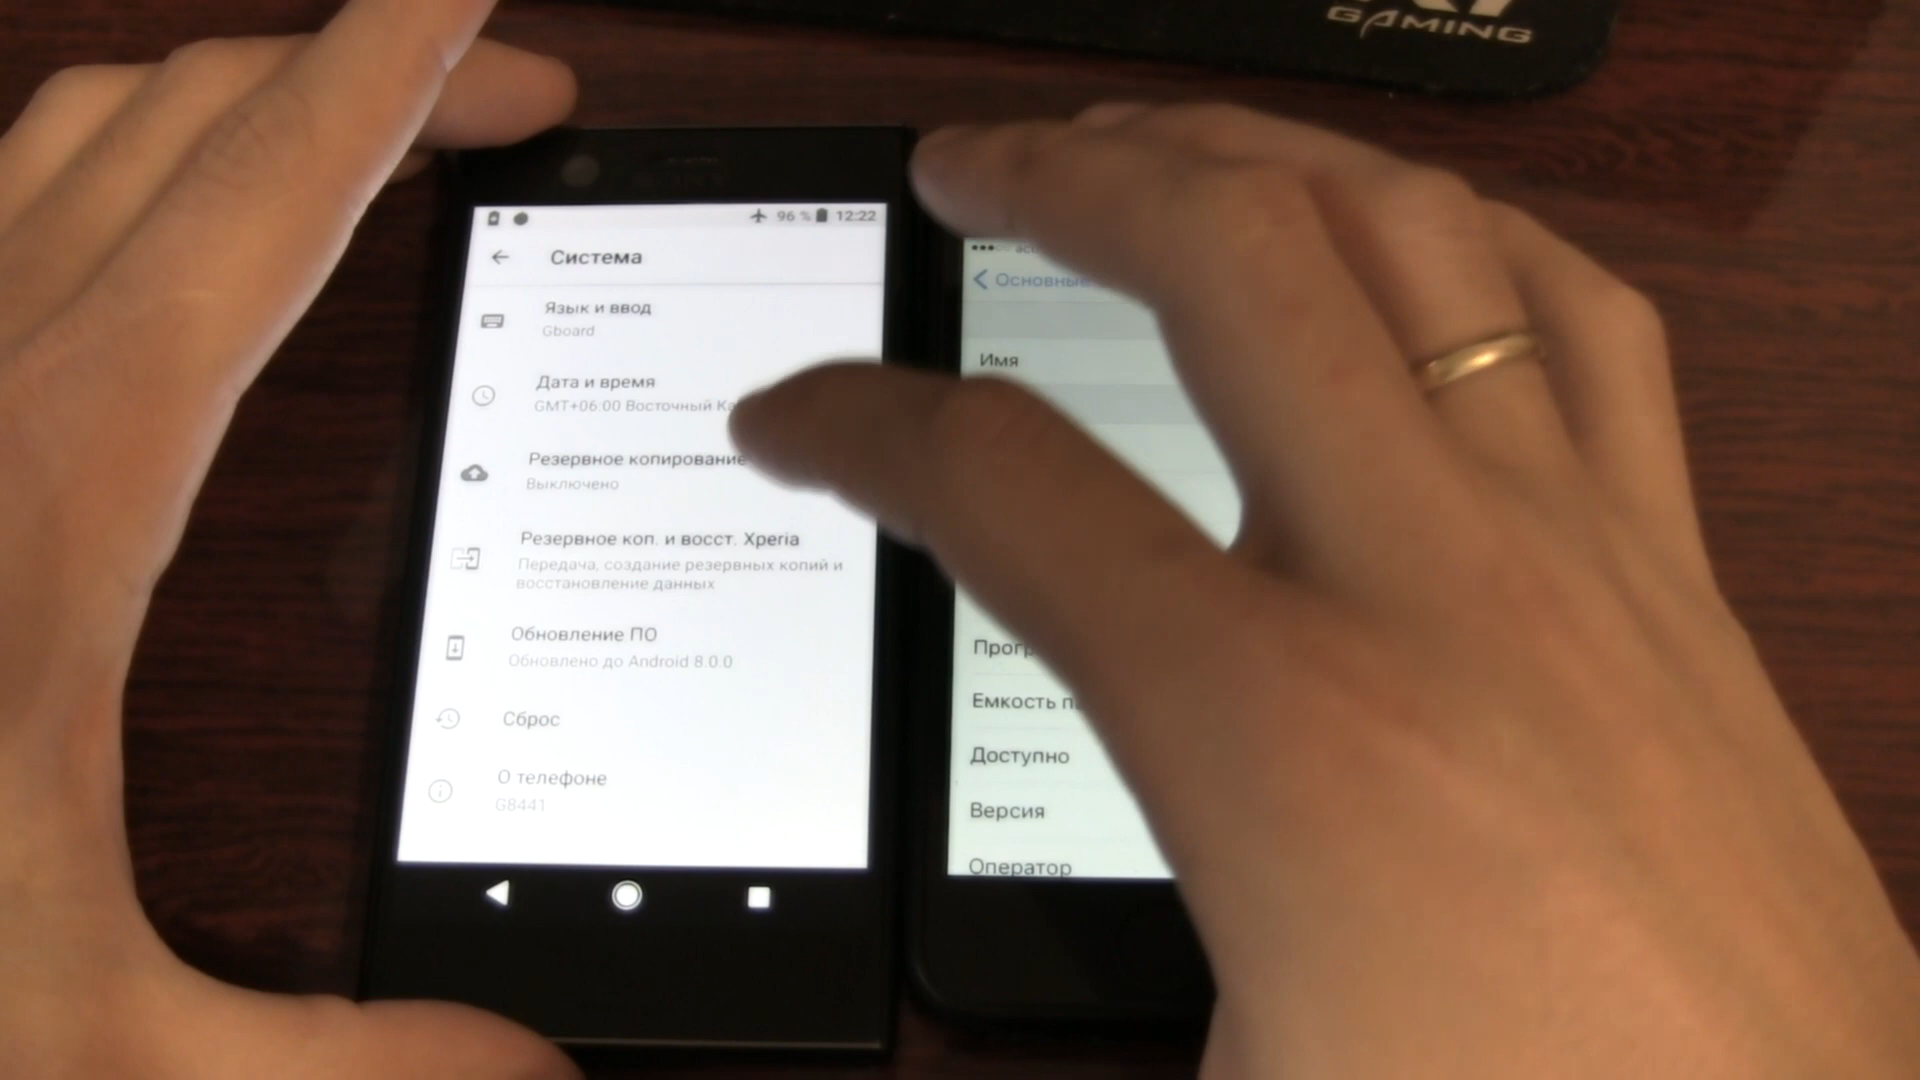 GAMING
96 % 12:22
Система
Язык и ввод
Gboard
Дата и время
GMT+06:00 Восточный
Резервное копирование
Выключено
Резервное коп. и восст. Xperia
Передача, создание резервных копий и
восстановление данных
Обновление ПО
Обновлено до Android 8.0.0
Сброс
О телефоне
G8441
Основные
Имя
Емкость
Доступно
Версия
Оператор